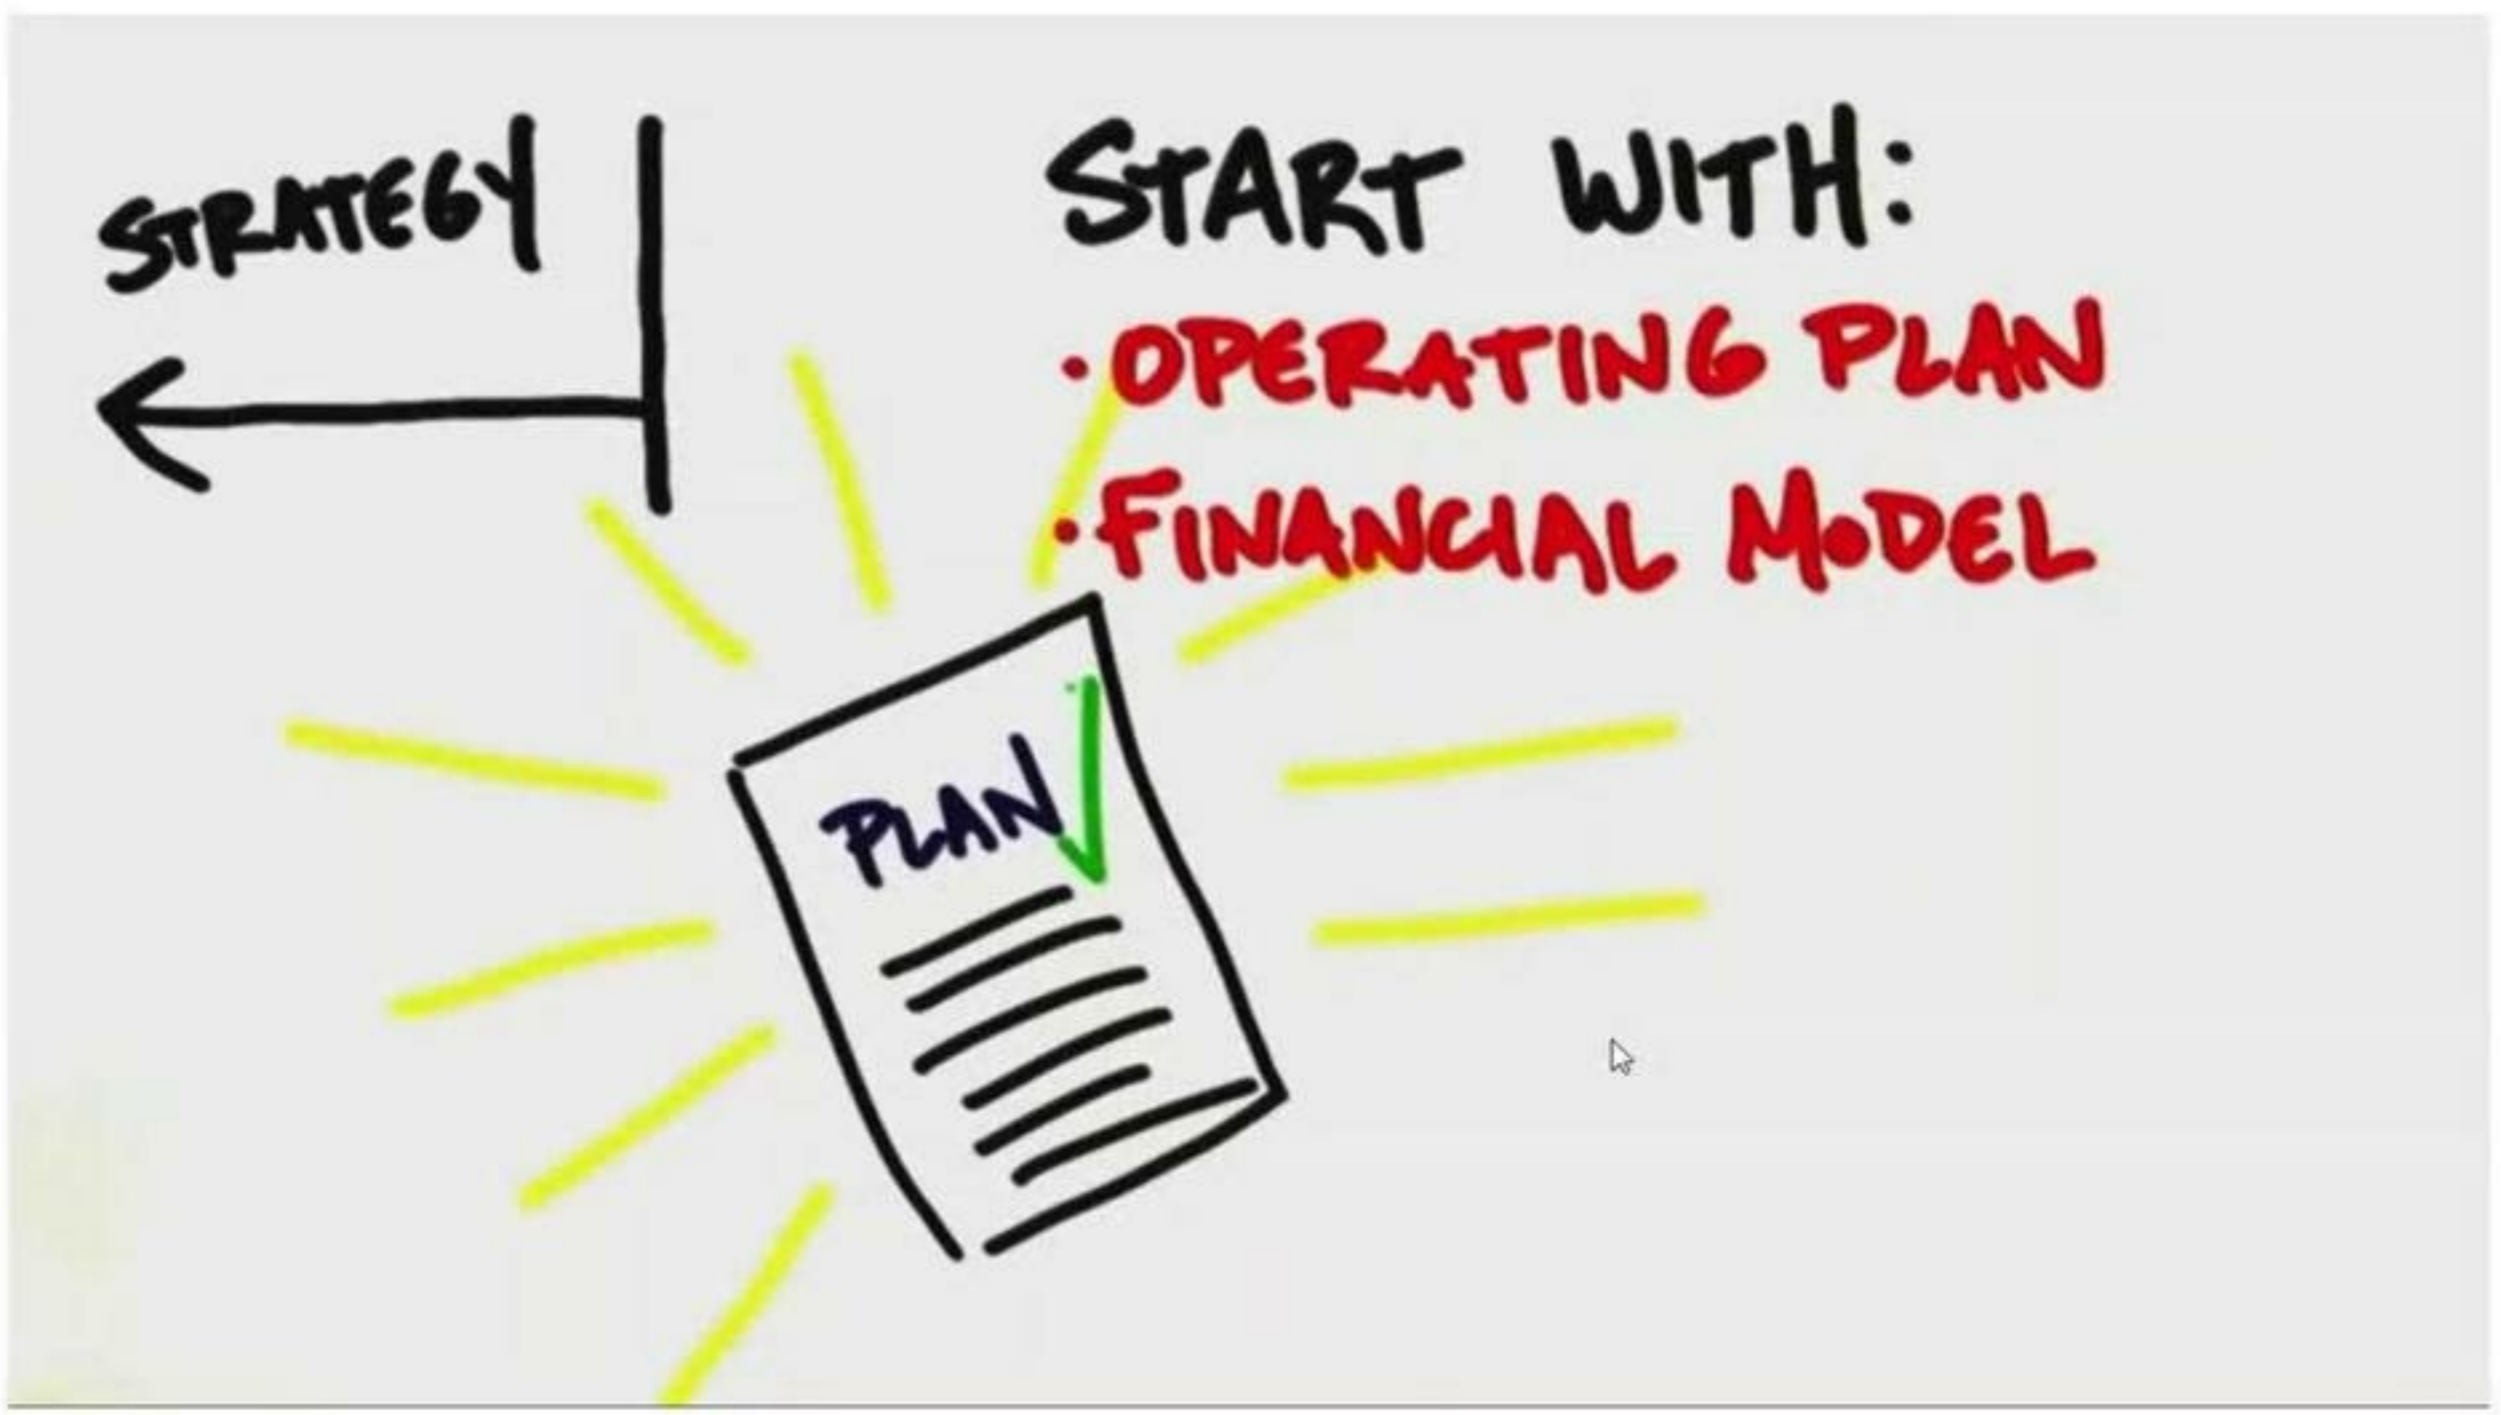 STRATEGY
START WITH:
• OPERATING PLAN
• FINANCIAL MODEL
PLAN